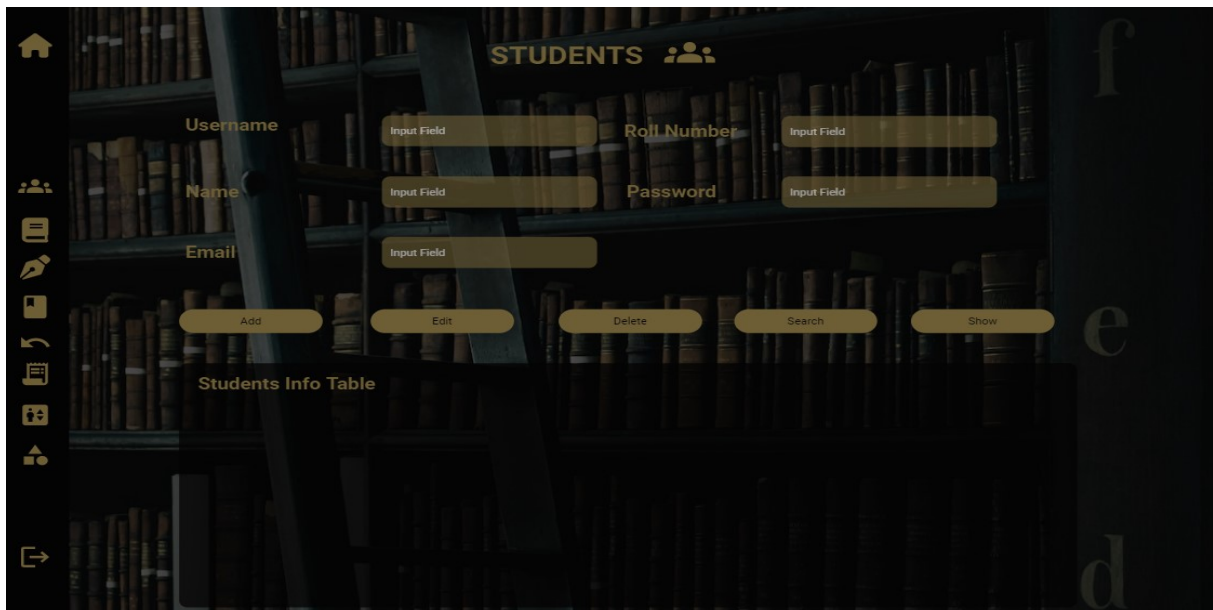 STUDENTS
Username Input Field Roll Number Input Field
Name Input Field Password Input Field
Email Input Field
Add Edit Delete Search Show
Students Info Table
f
e
d